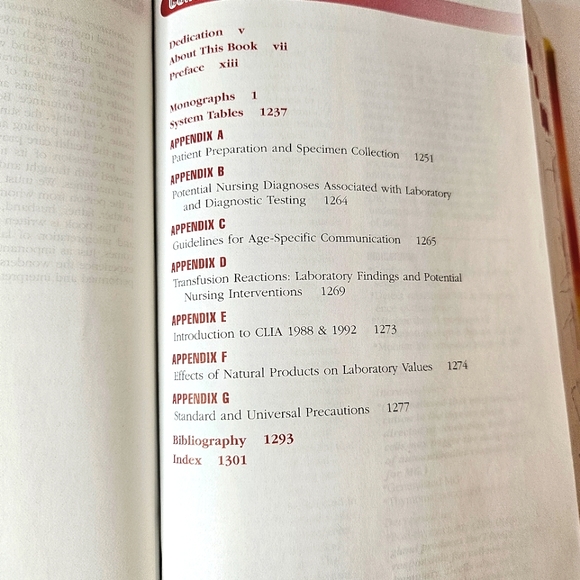 Dedication v
About This Book vii
Preface xiii
Monographs 1
System Tables 1237
APPENDIX A
Patient Preparation and Specimen Collection 1251
APPENDIX B
Potential Nursing Diagnoses Associated with Laboratory
and Diagnostic Testing 1264
APPENDIX C
Guidelines for Age-Specific Communication 1265
APPENDIX D
Transfusion Reactions: Laboratory Findings and Potential
Nursing Interventions 1269
APPENDIX E
Introduction to CLIA 1988 & 1992 1273
APPENDIX F
Effects of Natural Products on Laboratory Values 1274
APPENDIX G
Standard and Universal Precautions 1277
Bibliography 1293
Index 1301